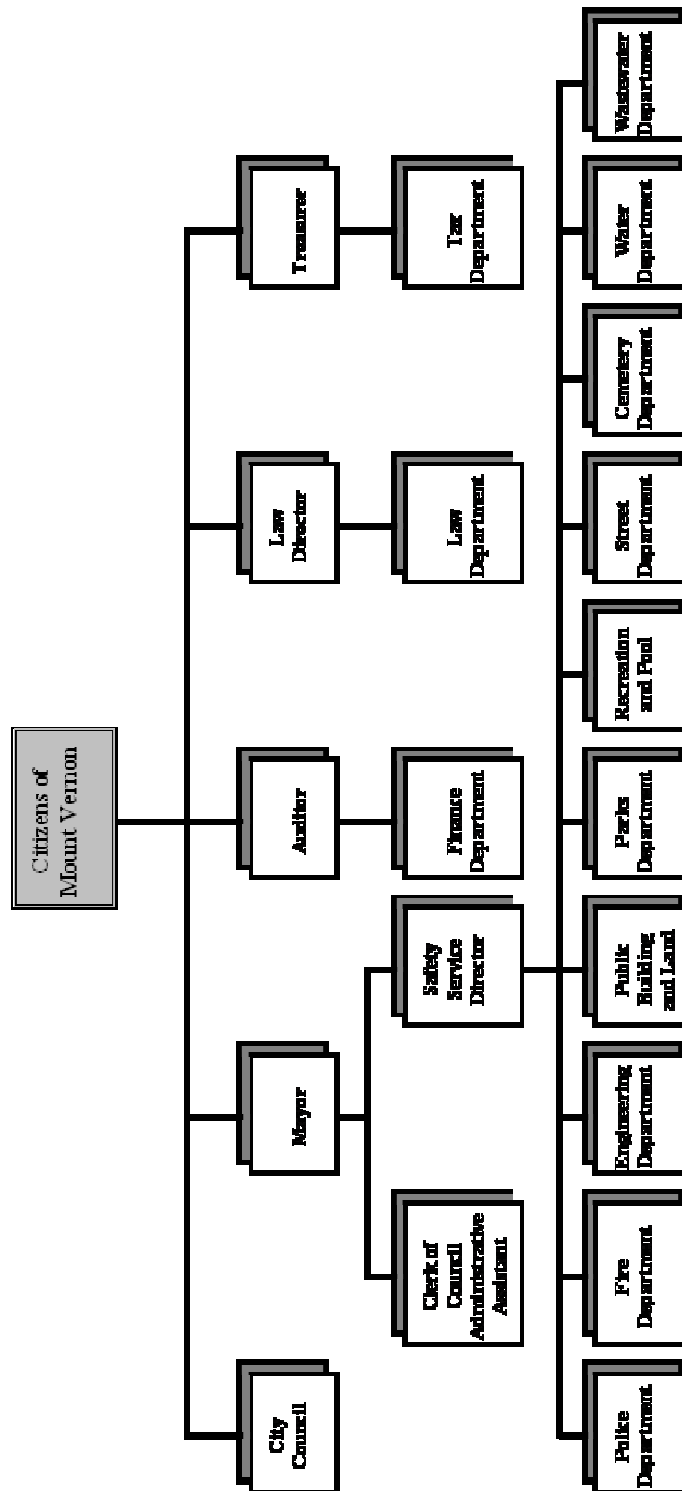 Citizens of
Mount Vernon
City
Council
Mayor
Auditor
Law
Director
Treasurer
Clerk of
Council
Administrative
Assistant
Safety
Service
Director
Finance
Department
Law
Department
Tax
Department
Police
Department
Fire
Department
Engineering
Department
Public
Building
and Land
Parks
Department
Recreation
and Pool
Street
Department
Cemetery
Department
Water
Department
Wastewater
Department